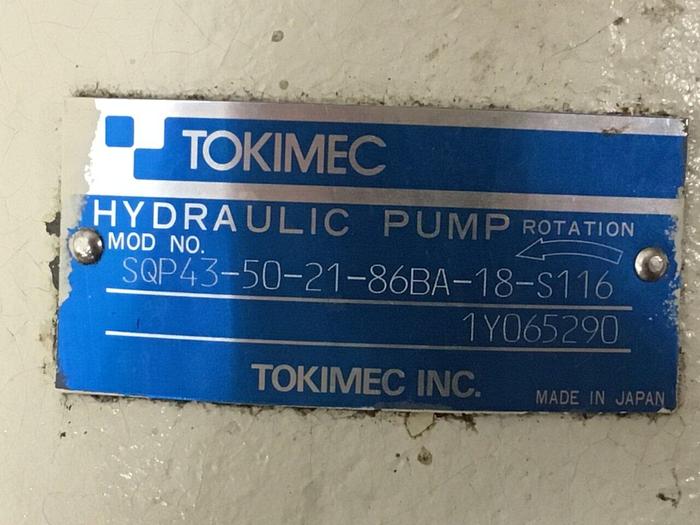 TOKIMEC
HYDRAULIC PUMP ROTATION
MOD NO.
SQP43-50-21-86BA-18-S116
1Y065290
TOKIMEC INC.
MADE IN JAPAN